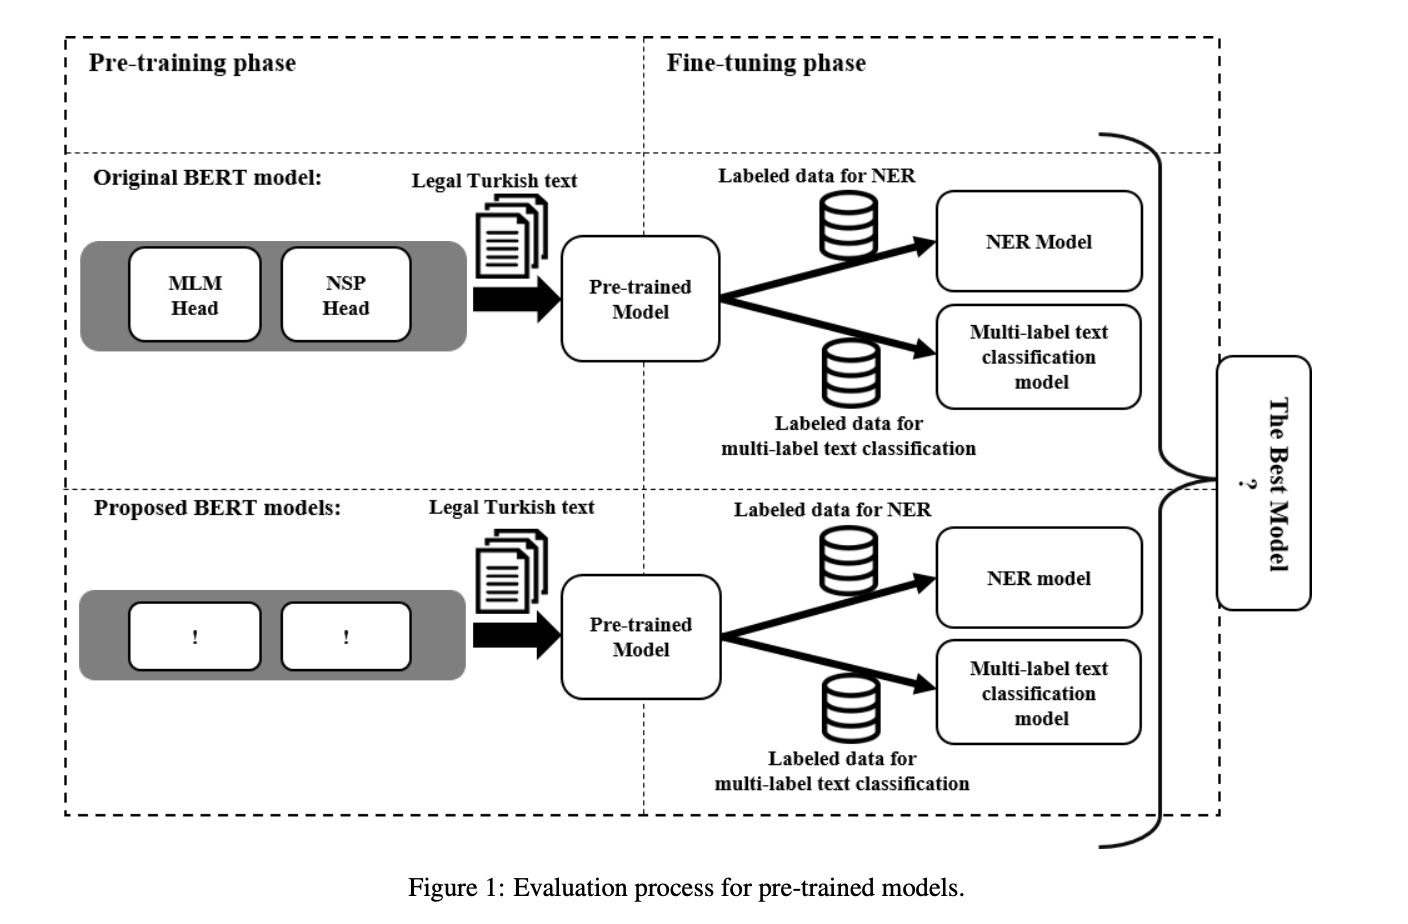 Pre-training phase
Fine-tuning phase
Original BERT model:
Legal Turkish text
MLM
Head
NSP
Head
Pre-trained
Model
Labeled data for NER
NER Model
Multi-label text
classification
model
Labeled data for
multi-label text classification
Proposed BERT models:
Legal Turkish text
!
!
Pre-trained
Model
Labeled data for NER
NER model
Multi-label text
classification
model
Labeled data for
multi-label text classification
The Best Model
?
Figure 1: Evaluation process for pre-trained models.